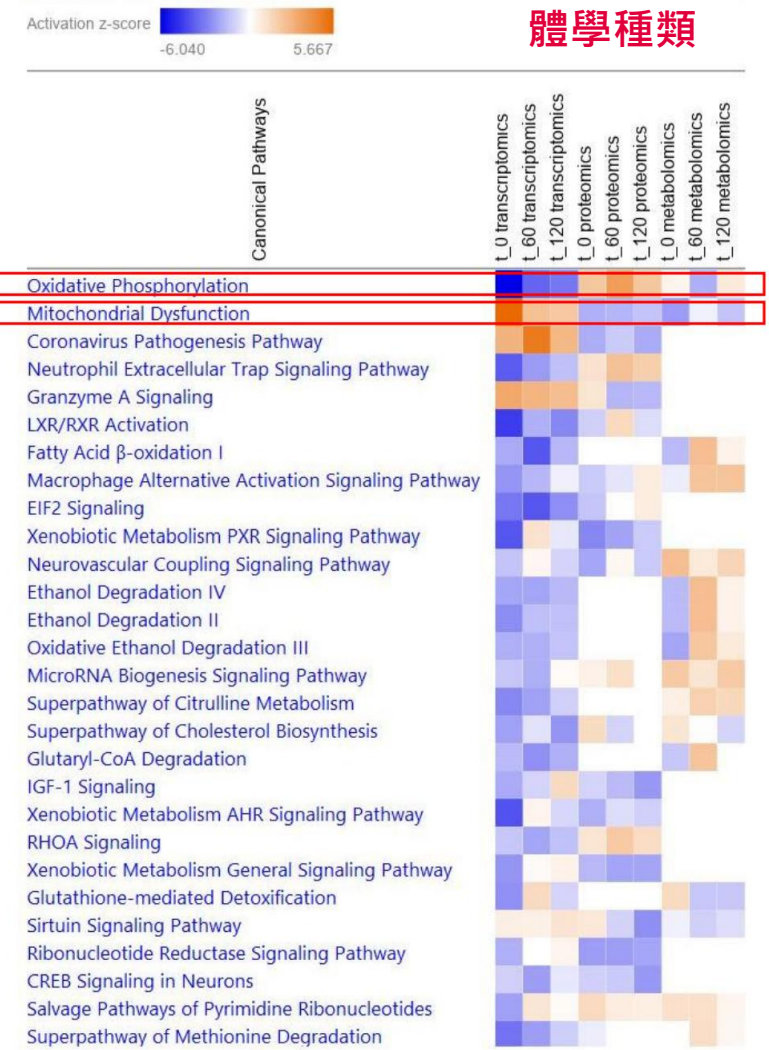 Activation z-score
-6.040
5.667
體學種類
Canonical Pathways
t_0 transcriptomics
t_60 transcriptomics
t_120 transcriptomics
t_0 proteomics
t_60 proteomics
t_120 proteomics
t_0 metabolomics
t_60 metabolomics
t_120 metabolomics
Oxidative Phosphorylation
Mitochondrial Dysfunction
Coronavirus Pathogenesis Pathway
Neutrophil Extracellular Trap Signaling Pathway
Granzyme A Signaling
LXR/RXR Activation
Fatty Acid β-oxidation I
Macrophage Alternative Activation Signaling Pathway
EIF2 Signaling
Xenobiotic Metabolism PXR Signaling Pathway
Neurovascular Coupling Signaling Pathway
Ethanol Degradation IV
Ethanol Degradation II
Oxidative Ethanol Degradation III
MicroRNA Biogenesis Signaling Pathway
Superpathway of Citrulline Metabolism
Superpathway of Cholesterol Biosynthesis
Glutaryl-CoA Degradation
IGF-1 Signaling
Xenobiotic Metabolism AHR Signaling Pathway
RHOA Signaling
Xenobiotic Metabolism General Signaling Pathway
Glutathione-mediated Detoxification
Sirtuin Signaling Pathway
Ribonucleotide Reductase Signaling Pathway
CREB Signaling in Neurons
Salvage Pathways of Pyrimidine Ribonucleotides
Superpathway of Methionine Degradation